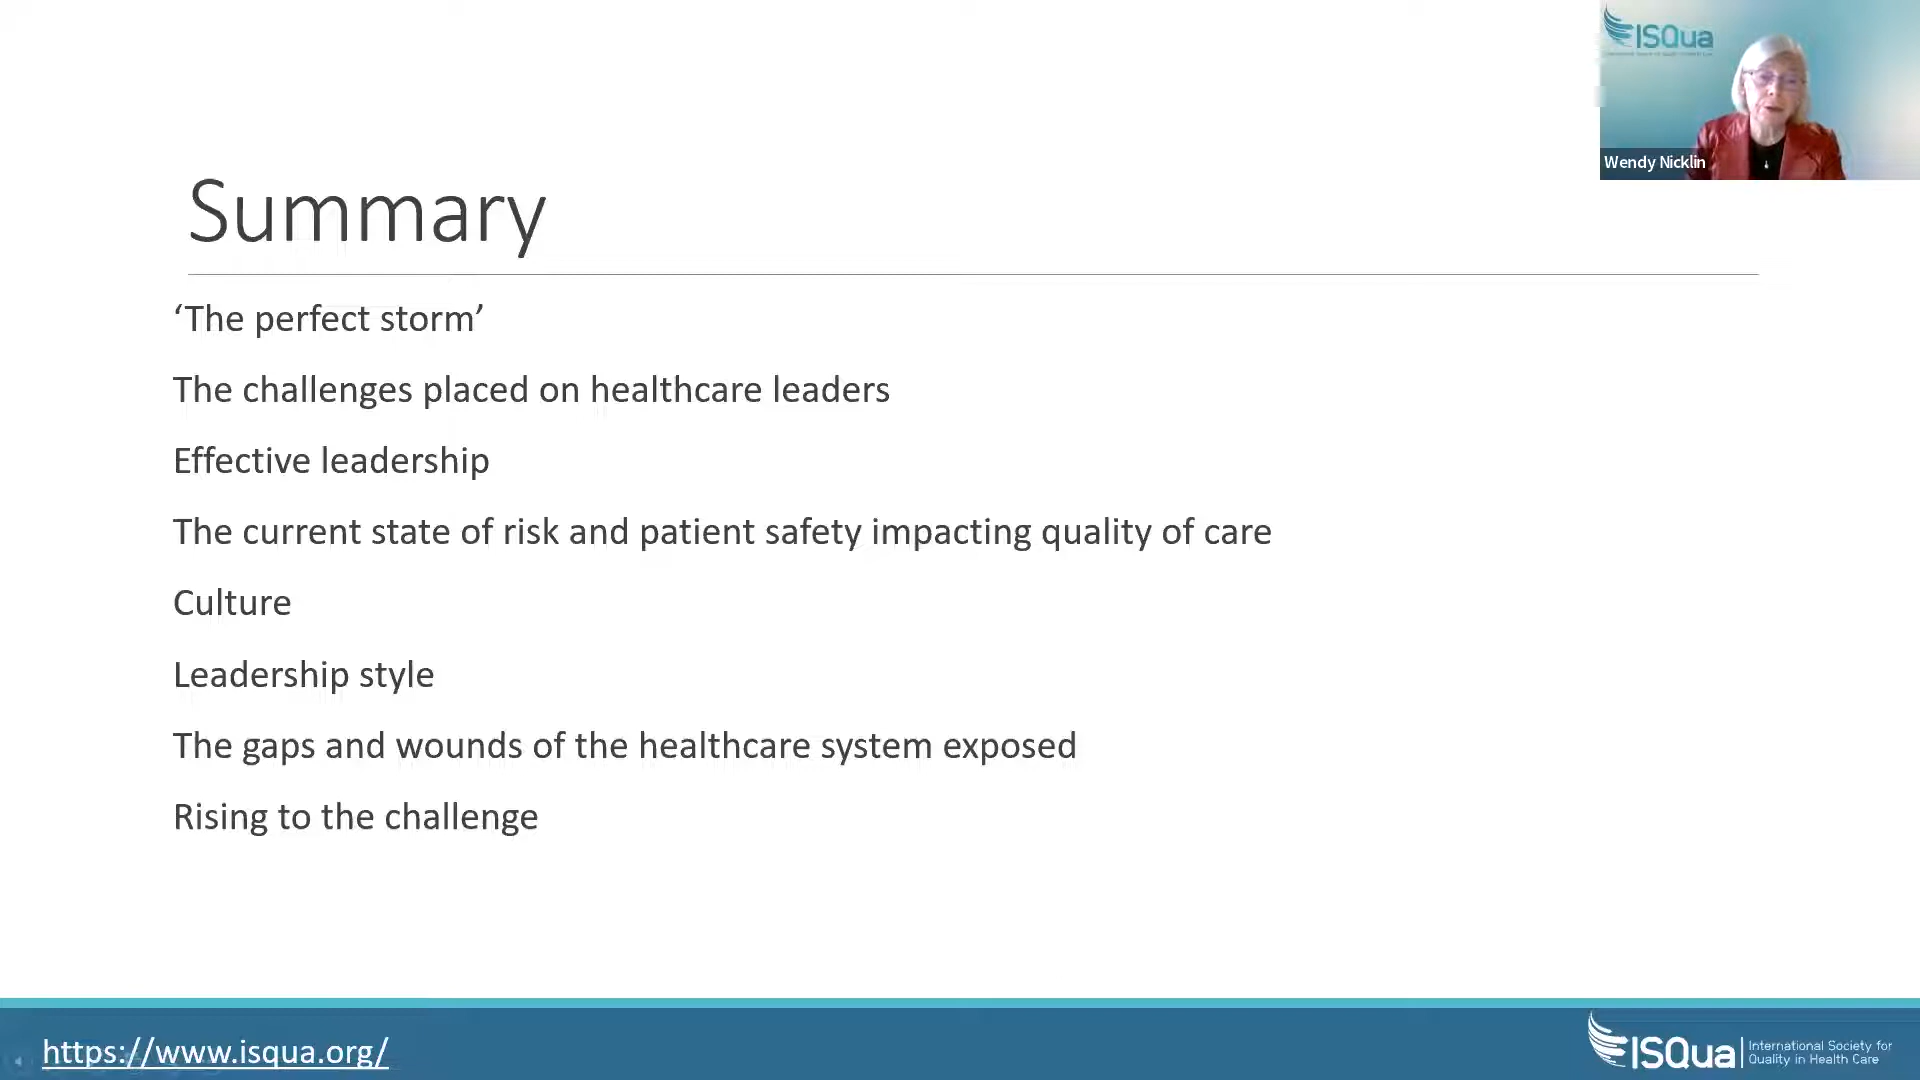 ISQua
Wendy Nicklin
Summary
‘The perfect storm’
The challenges placed on healthcare leaders
Effective leadership
The current state of risk and patient safety impacting quality of care
Culture
Leadership style
The gaps and wounds of the healthcare system exposed
Rising to the challenge
https://www.isqua.org/
ISQua
International Society for
Quality in Health Care